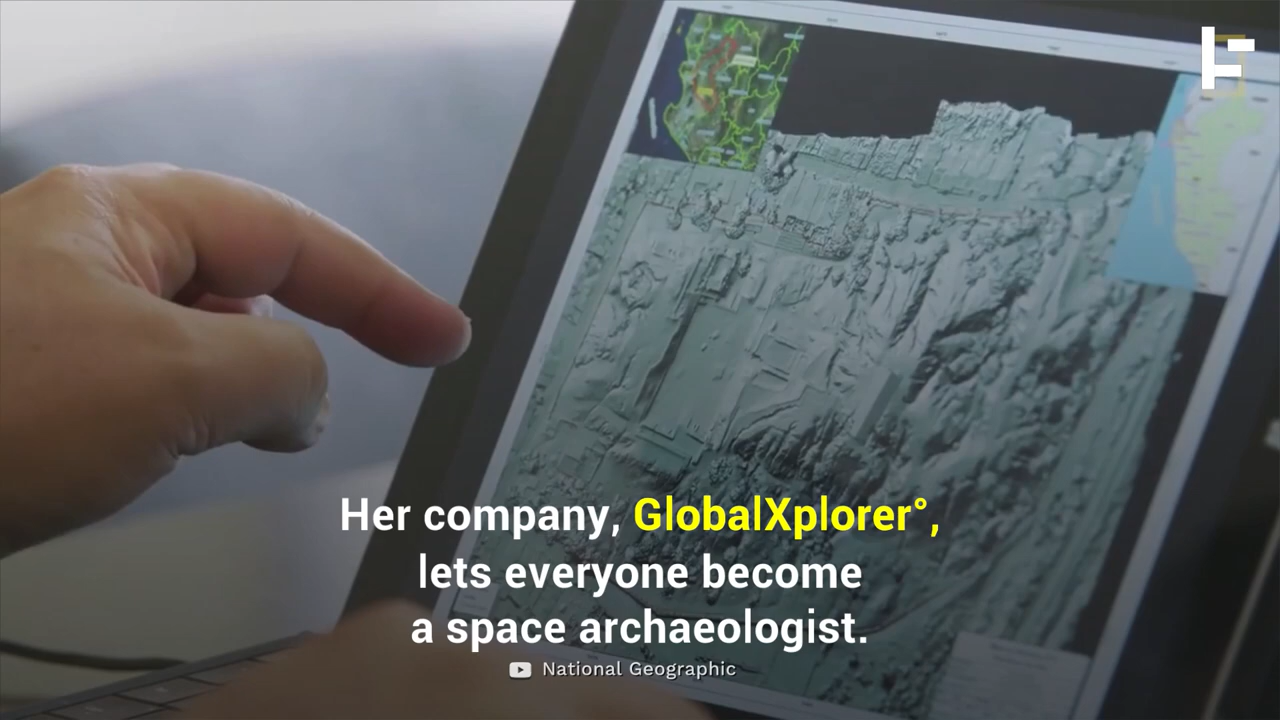 Her company, GlobalXplorer°,
lets everyone become
a space archaeologist.
National Geographic